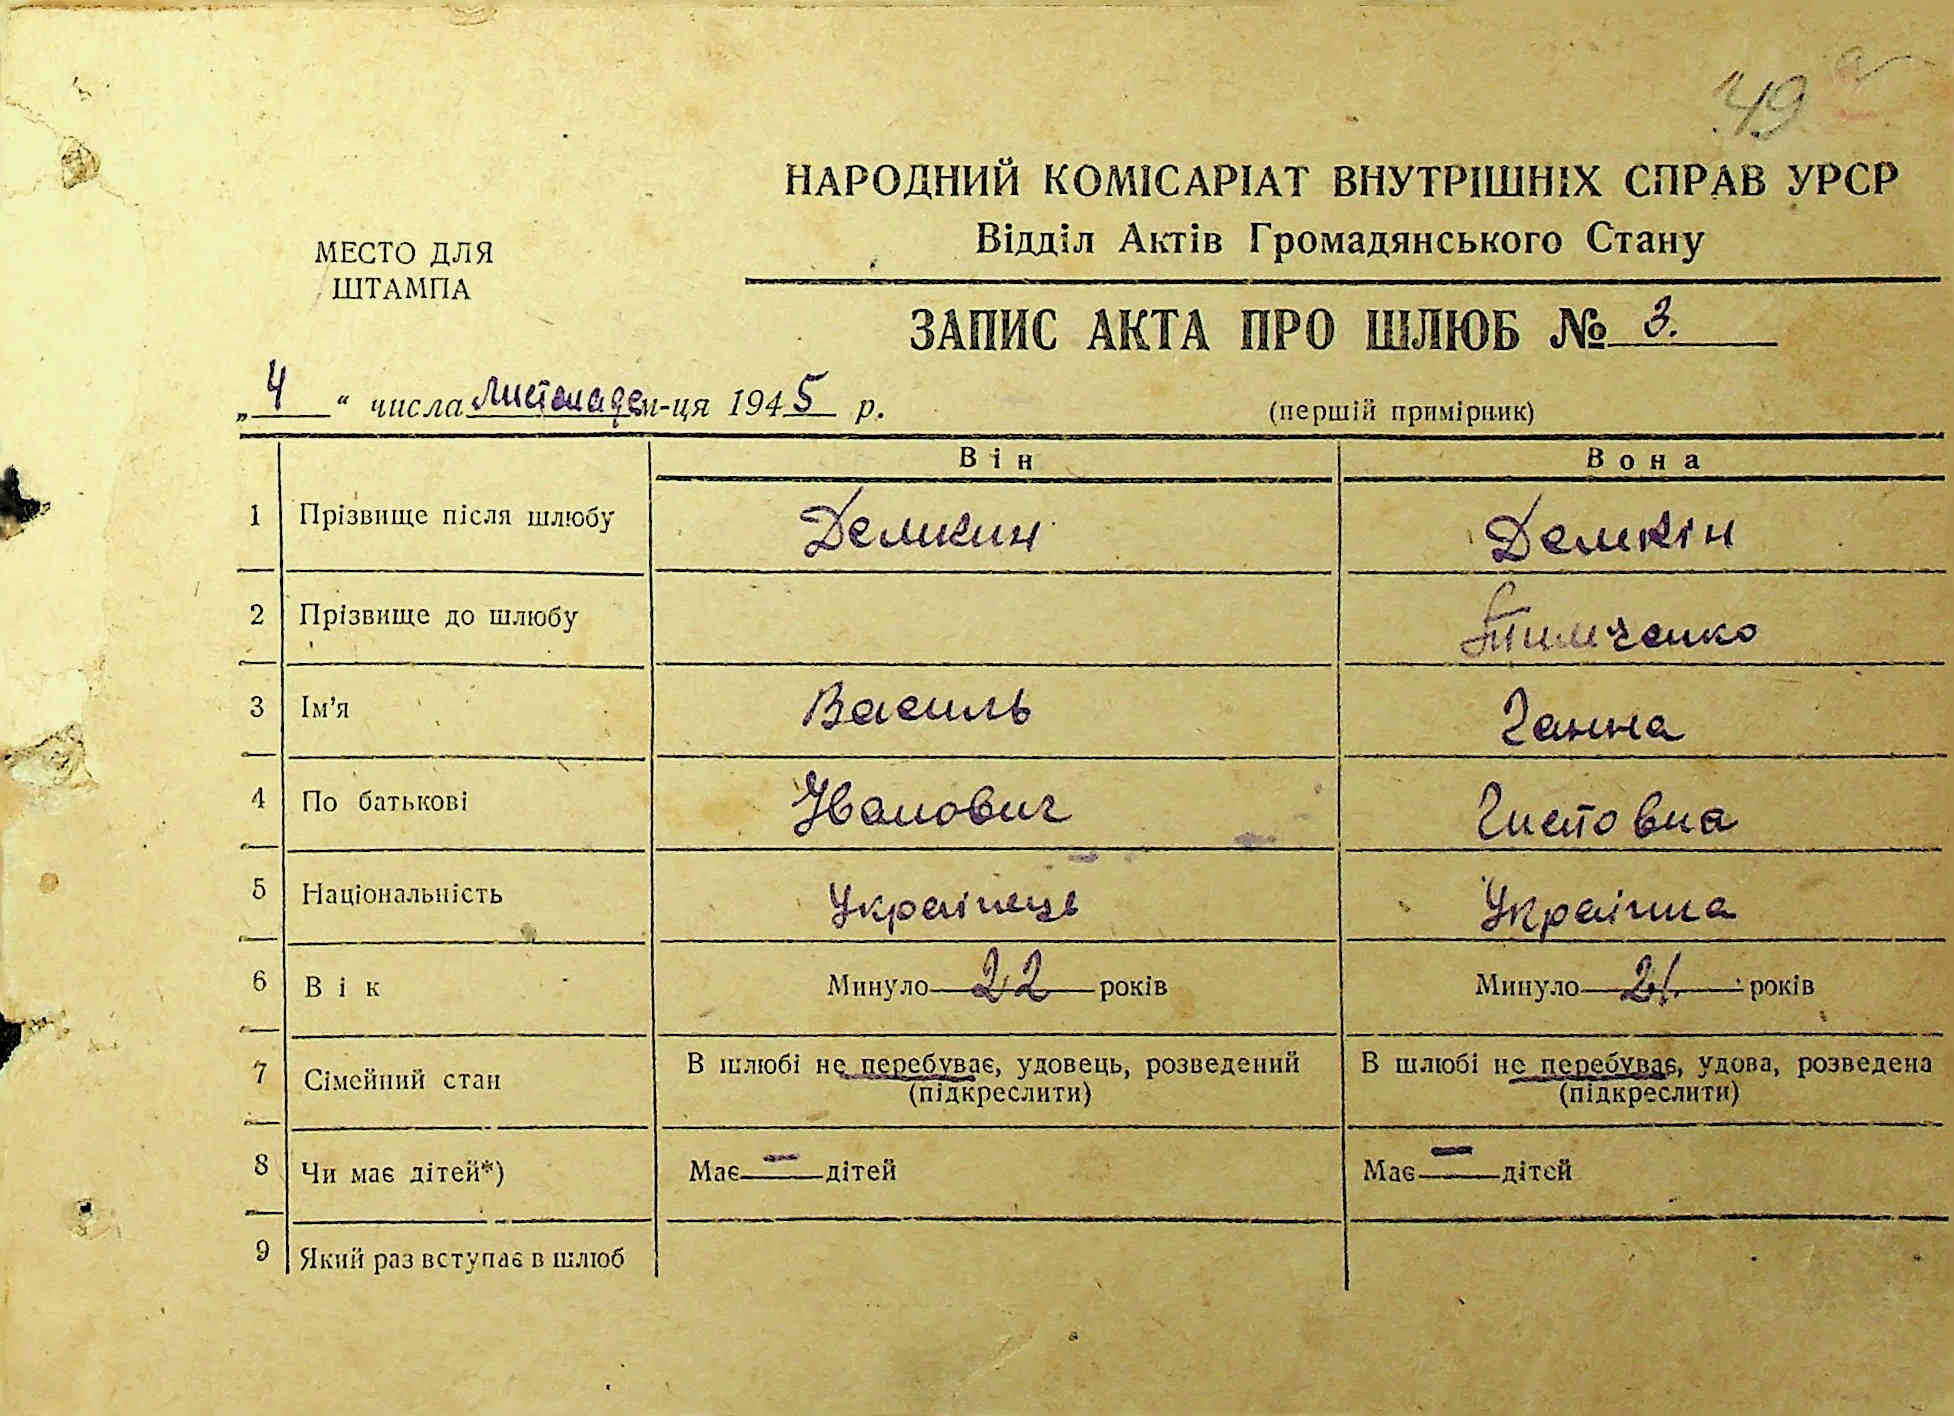 49
НАРОДНИЙ КОМІСАРІАТ ВНУТРІШНІХ СПРАВ УРСР
Відділ Актів Громадянського Стану
МЕСТО ДЛЯ
ШТАМПА
ЗАПИС АКТА ПРО ШЛЮБ № 3.
„4“ числа листопада м-ця 1945 р.
(першій примірник)
Він Вона
1 Прізвище після шлюбу Демкин Демкін
2 Прізвище до шлюбу Тимченко
3 Ім'я Василь Ганна
4 По батькові Іванович
5 Національність Українець Українка
6 Вік Минуло 22 років Минуло 21. років
7 Сімейний стан В шлюбі не перебуває, удовець, розведений В шлюбі не перебуває, удова, розведена
(підкреслити) (підкреслити)
8 Чи має дітей*) Має — дітей Має — дітей
9 Який раз вступає в шлюб